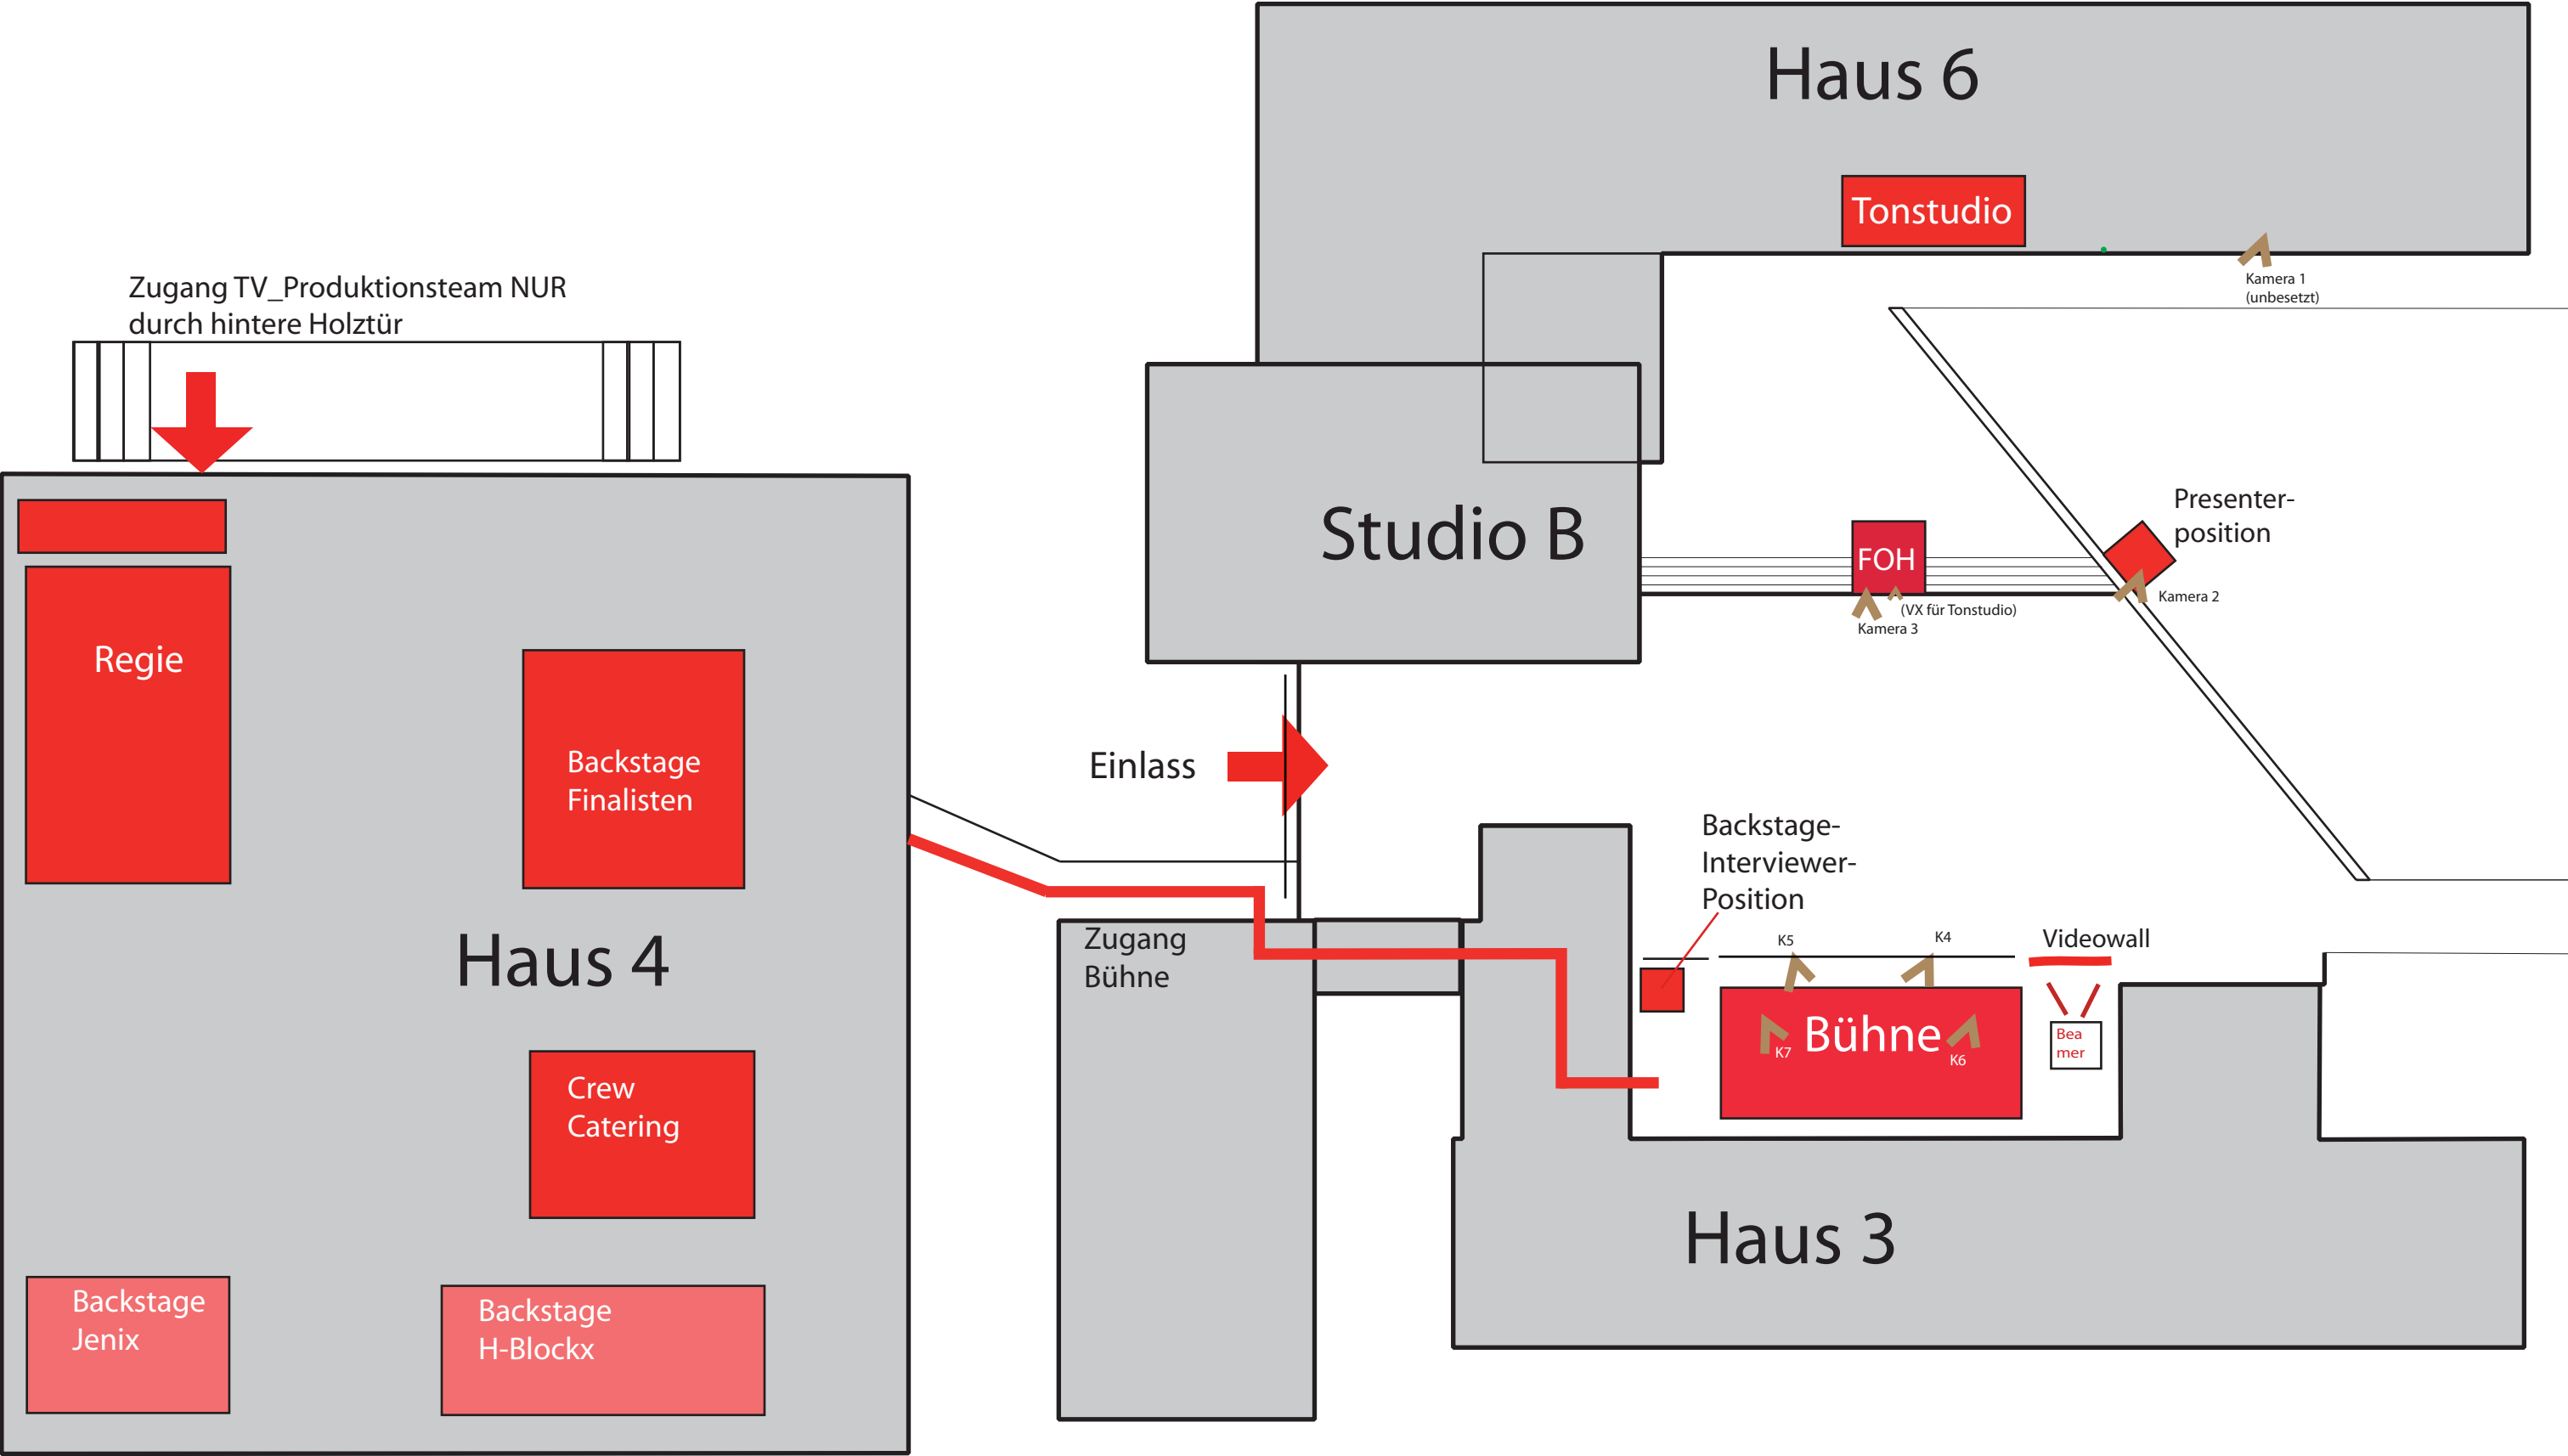 Haus 6
Tonstudio
Kamera 1
(unbesetzt)
Zugang TV_Produktionsteam NUR
durch hintere Holztür
Studio B
FOH
Presenter-
position
Kamera 2
(VX für Tonstudio)
Kamera 3
Regie
Backstage
Finalisten
Einlass
Backstage-
Interviewer-
Position
Haus 4
Zugang
Bühne
K5
K4
Videowall
Bühne
K7
K6
Bea
mer
Crew
Catering
Haus 3
Backstage
Jenix
Backstage
H-Blockx